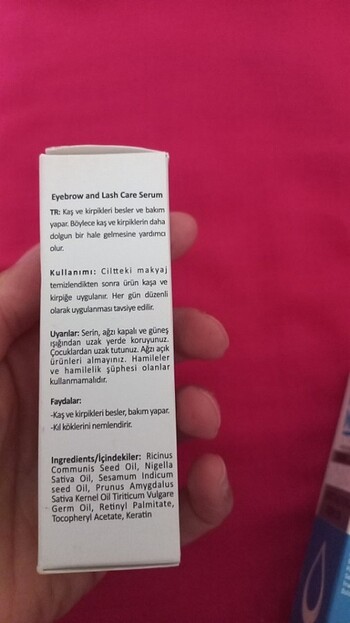 Eyebrow and Lash Care Serum
TR: Kaş ve kirpikleri besler ve bakım
yapar. Böylece kaş ve kirpiklerin daha
dolgun bir hale gelmesine yardımcı
olur.
Kullanımı: Ciltteki makyaj
temizlendikten sonra ürün kaşa ve
kirpiğe uygulanır. Her gün düzenli
olarak uygulanması tavsiye edilir.
Uyarılar: Serin, ağzı kapalı ve güneş
ışığından uzak yerde koruyunuz.
Çocuklardan uzak tutunuz. Ağzı açık
ürünleri almayınız. Hamileler
ve hamilelik şüphesi olanlar
kullanmamalıdır.
Faydalar:
-Kaş ve kirpikleri besler, bakım yapar.
-Kıl köklerini nemlendirir.
Ingredients/İçindekiler: Ricinus
Communis Seed Oil, Nigella
Sativa Oil, Sesamum Indicum
seed Oil, Prunus Amygdalus
Sativa Kernel Oil Tiriticum Vulgare
Germ Oil, Retinyl Palmitate,
Tocopheryl Acetate, Keratin